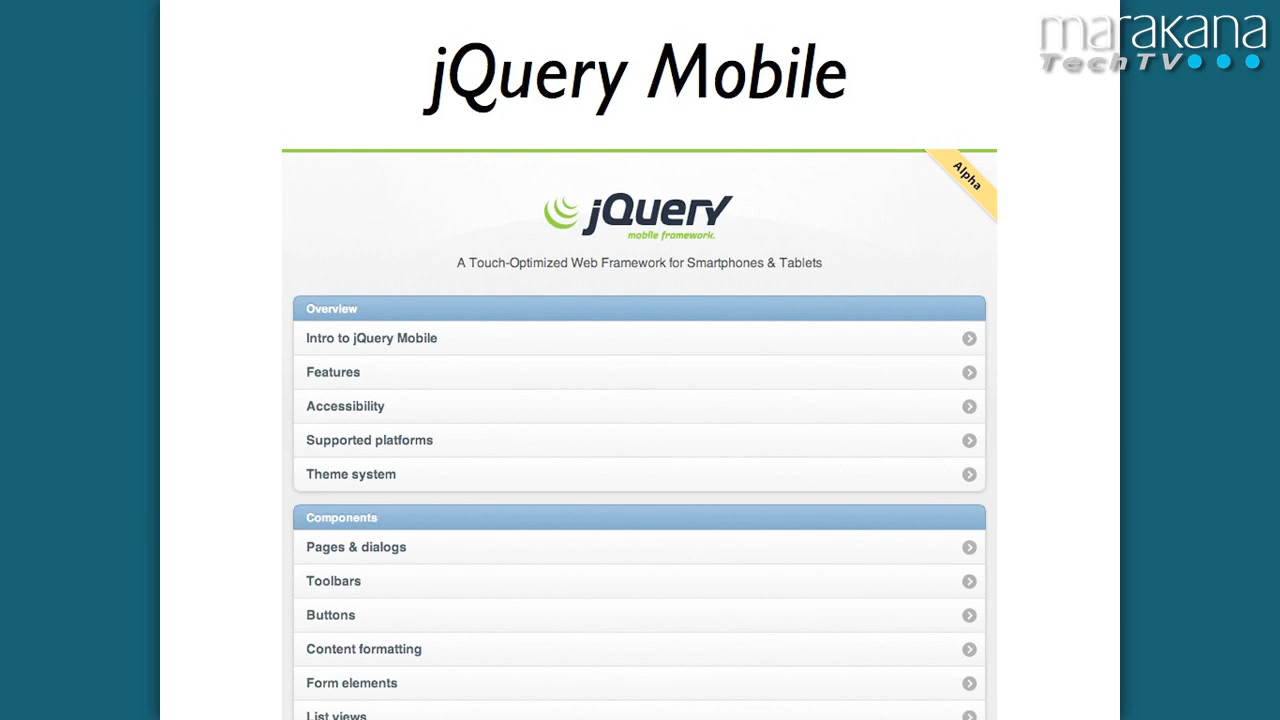 marakana
TechTV
jQuery Mobile
Alpha
jQuery
mobile framework.
A Touch-Optimized Web Framework for Smartphones & Tablets
Overview
Intro to jQuery Mobile
Features
Accessibility
Supported platforms
Theme system
Components
Pages & dialogs
Toolbars
Buttons
Content formatting
Form elements
List views